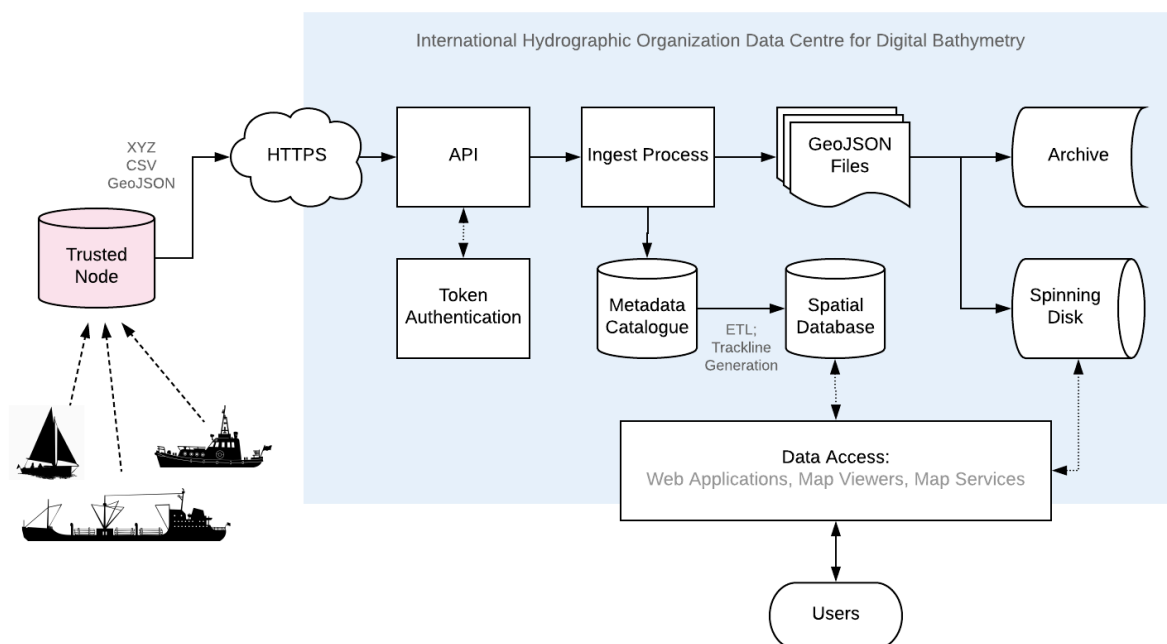 International Hydrographic Organization Data Centre for Digital Bathymetry
XYZ
CSV
GeoJSON
HTTPS
API
Ingest Process
GeoJSON
Files
Archive
Trusted
Node
Token
Authentication
Metadata
Catalogue
ETL;
Trackline
Generation
Spatial
Database
Spinning
Disk
Data Access:
Web Applications, Map Viewers, Map Services
Users